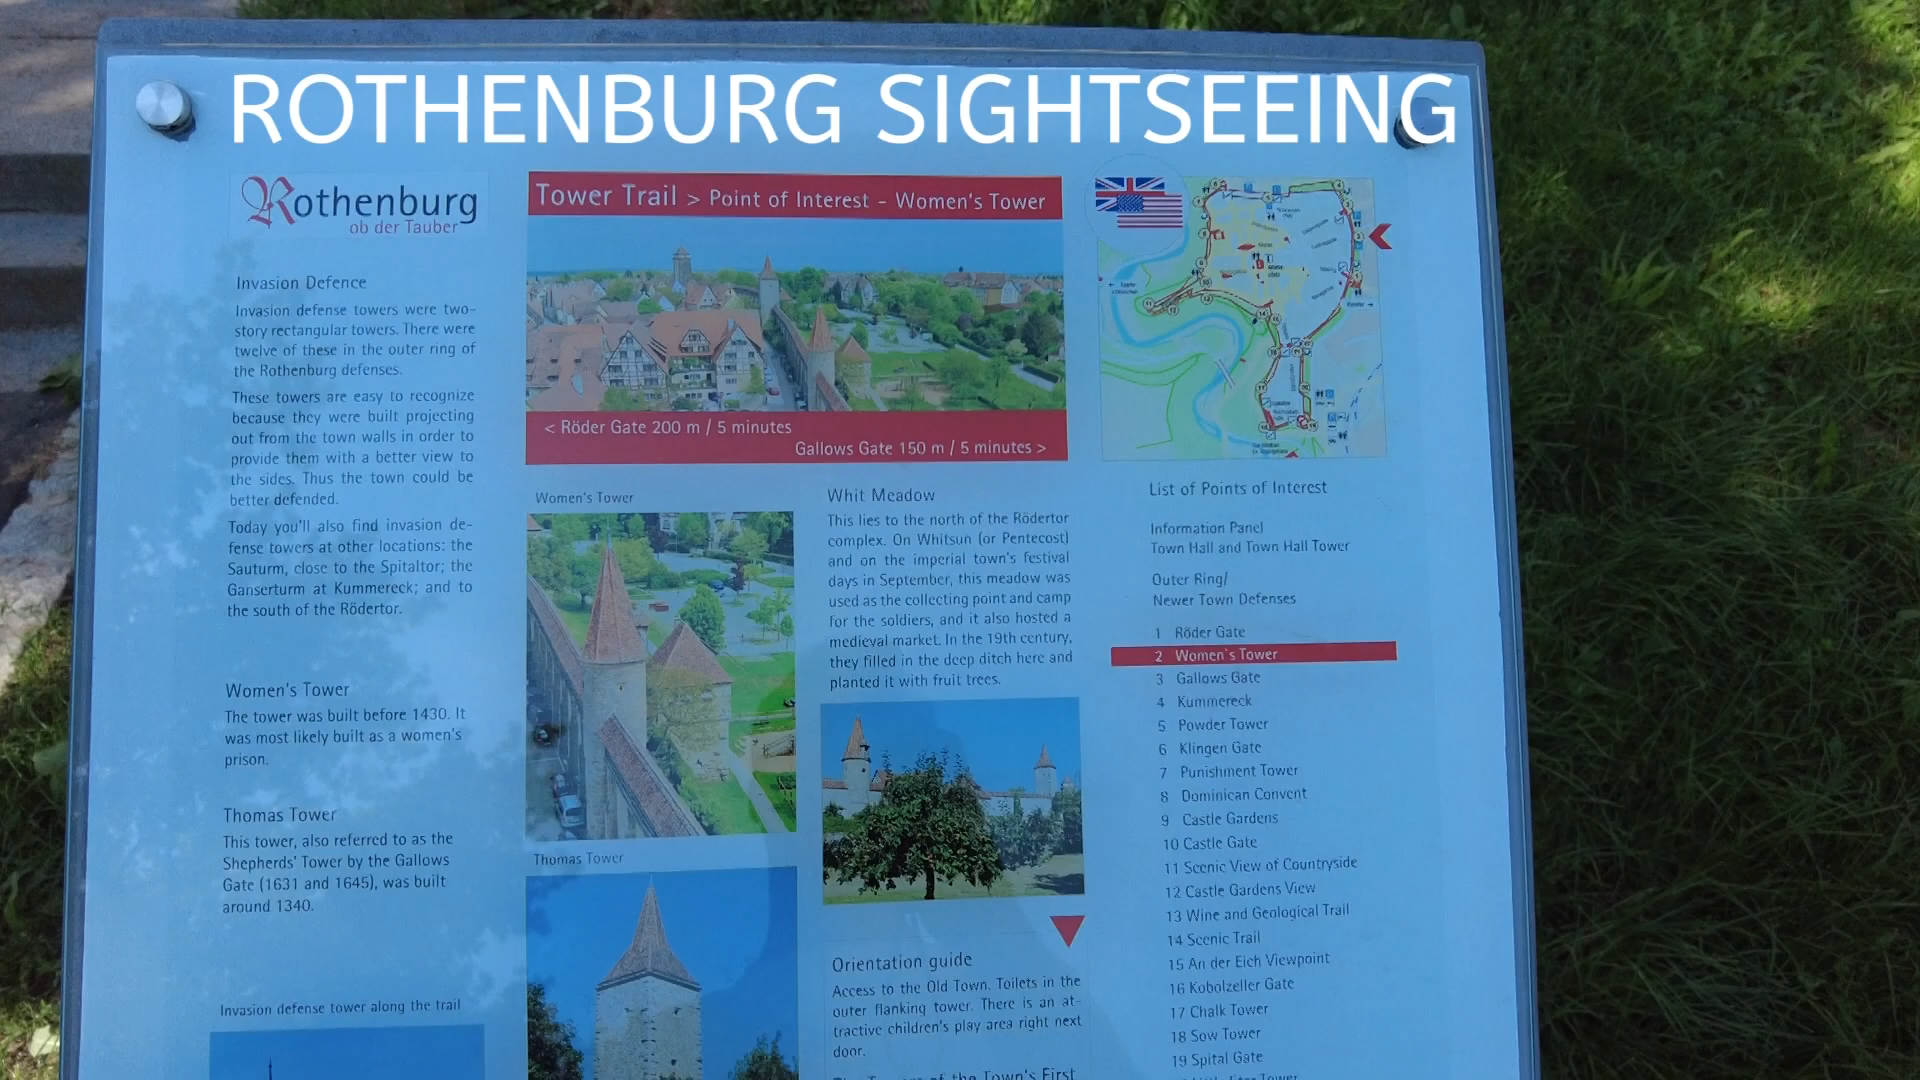 ROTHENBURG SIGHTSEEING
Rothenburg
ob der Tauber
Invasion Defence
Invasion defense towers were two-
story rectangular towers. There were
twelve of these in the outer ring of
the Rothenburg defenses.
These towers are easy to recognize
because they were built projecting
out from the town walls in order to
provide them with a better view to
the sides. Thus the town could be
better defended.
Today you'll also find invasion de-
fense towers at other locations: the
Sauturm, close to the Spitaltor; the
Ganserturm at Kummereck; and to
the south of the Rödertor.
Women's Tower
The tower was built before 1430. It
was most likely built as a women's
prison.
Thomas Tower
This tower, also referred to as the
Shepherds' Tower by the Gallows
Gate (1631 and 1645), was built
around 1340.
Invasion defense tower along the trail
Tower Trail > Point of Interest - Women's Tower
< Röder Gate 200 m / 5 minutes
Gallows Gate 150 m / 5 minutes >
Women's Tower
Thomas Tower
Whit Meadow
This lies to the north of the Rödertor
complex. On Whitsun (or Pentecost)
and on the imperial town's festival
days in September, this meadow was
used as the collecting point and camp
for the soldiers, and it also hosted a
medieval market. In the 19th century,
they filled in the deep ditch here and
planted it with fruit trees.
Orientation guide
Access to the Old Town. Toilets in the
outer flanking tower. There is an at-
tractive children's play area right next
door.
The Towers of the Town's First
List of Points of Interest
Information Panel
Town Hall and Town Hall Tower
Outer Ring/
Newer Town Defenses
1 Röder Gate
2 Women's Tower
3 Gallows Gate
4 Kummereck
5 Powder Tower
6 Klingen Gate
7 Punishment Tower
8 Dominican Convent
9 Castle Gardens
10 Castle Gate
11 Scenic View of Countryside
12 Castle Gardens View
13 Wine and Geological Trail
14 Scenic Trail
15 An der Eich Viewpoint
16 Kobolzeller Gate
17 Chalk Tower
18 Sow Tower
19 Spital Gate